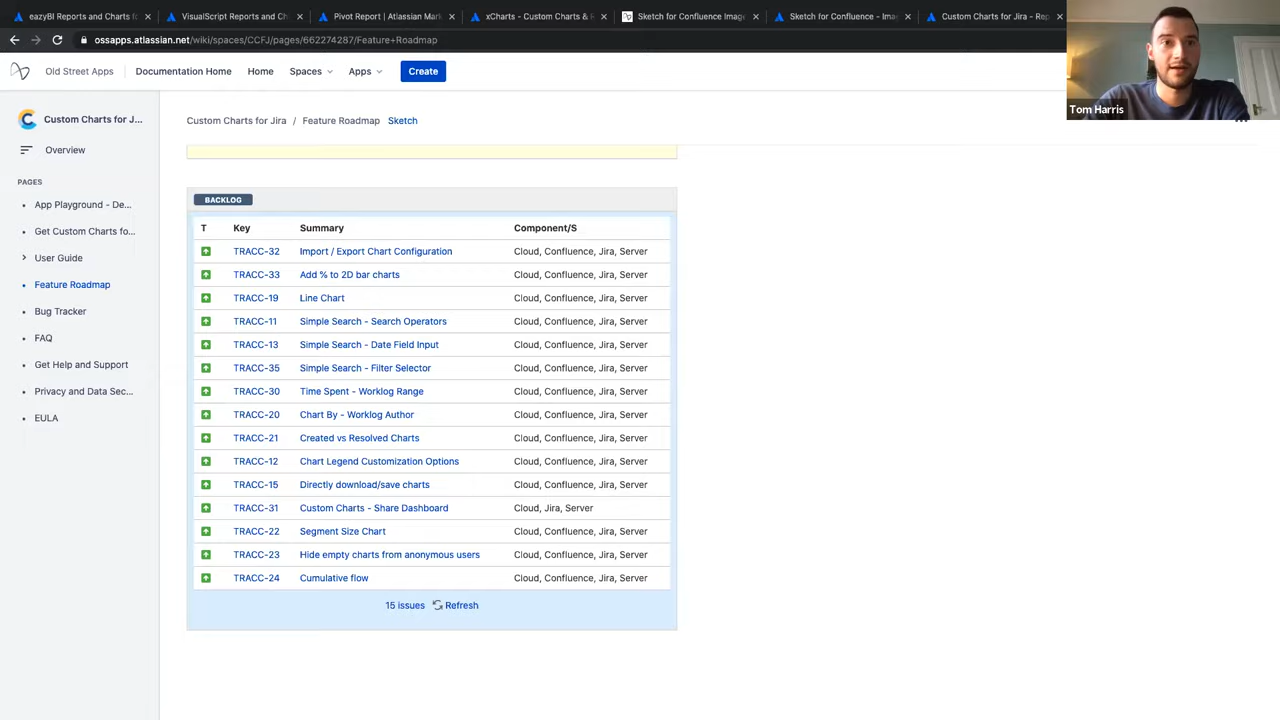 eazyBI Reports and Charts fo
VisualScript Reports and Ch
Pivot Report | Atlassian Mark
xCharts - Custom Charts & R
Sketch for Confluence Image
Sketch for Confluence - Ima
Custom Charts for Jira - Rep
ossapps.atlassian.net/wiki/spaces/CCFJ/pages/662274287/Feature+Roadmap
Old Street Apps
Documentation Home
Home
Spaces
Apps
Create
Tom Harris
Custom Charts for J...
Overview
PAGES
App Playground - De...
Get Custom Charts fo...
User Guide
Feature Roadmap
Bug Tracker
FAQ
Get Help and Support
Privacy and Data Sec...
EULA
Custom Charts for Jira / Feature Roadmap Sketch
BACKLOG
T Key Summary Component/S
TRACC-32 Import / Export Chart Configuration Cloud, Confluence, Jira, Server
TRACC-33 Add % to 2D bar charts Cloud, Confluence, Jira, Server
TRACC-19 Line Chart Cloud, Confluence, Jira, Server
TRACC-11 Simple Search - Search Operators Cloud, Confluence, Jira, Server
TRACC-13 Simple Search - Date Field Input Cloud, Confluence, Jira, Server
TRACC-35 Simple Search - Filter Selector Cloud, Confluence, Jira, Server
TRACC-30 Time Spent - Worklog Range Cloud, Confluence, Jira, Server
TRACC-20 Chart By - Worklog Author Cloud, Confluence, Jira, Server
TRACC-21 Created vs Resolved Charts Cloud, Confluence, Jira, Server
TRACC-12 Chart Legend Customization Options Cloud, Confluence, Jira, Server
TRACC-15 Directly download/save charts Cloud, Confluence, Jira, Server
TRACC-31 Custom Charts - Share Dashboard Cloud, Jira, Server
TRACC-22 Segment Size Chart Cloud, Confluence, Jira, Server
TRACC-23 Hide empty charts from anonymous users Cloud, Confluence, Jira, Server
TRACC-24 Cumulative flow Cloud, Confluence, Jira, Server
15 issues Refresh